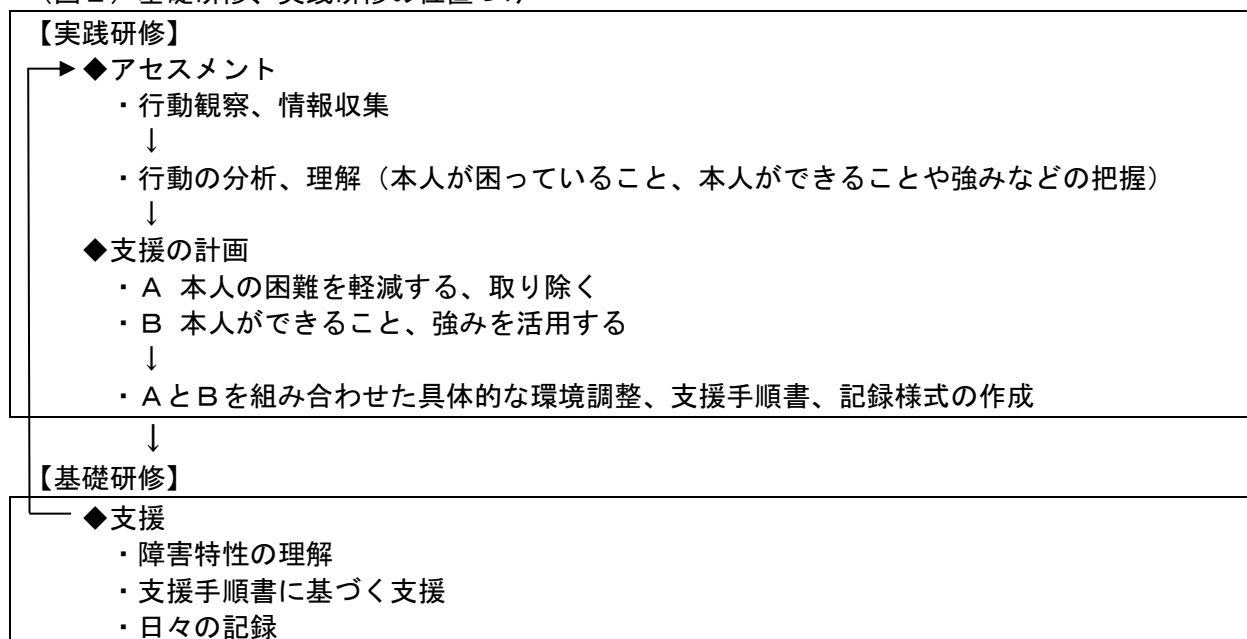 【実践研修】
◆アセスメント
・行動観察、情報収集
↓
・行動の分析、理解（本人が困っていること、本人ができることや強みなどの把握）
↓
◆支援の計画
・Ａ 本人の困難を軽減する、取り除く
・Ｂ 本人ができること、強みを活用する
↓
・ＡとＢを組み合わせた具体的な環境調整、支援手順書、記録様式の作成
↓
【基礎研修】
◆支援
・障害特性の理解
・支援手順書に基づく支援
・日々の記録